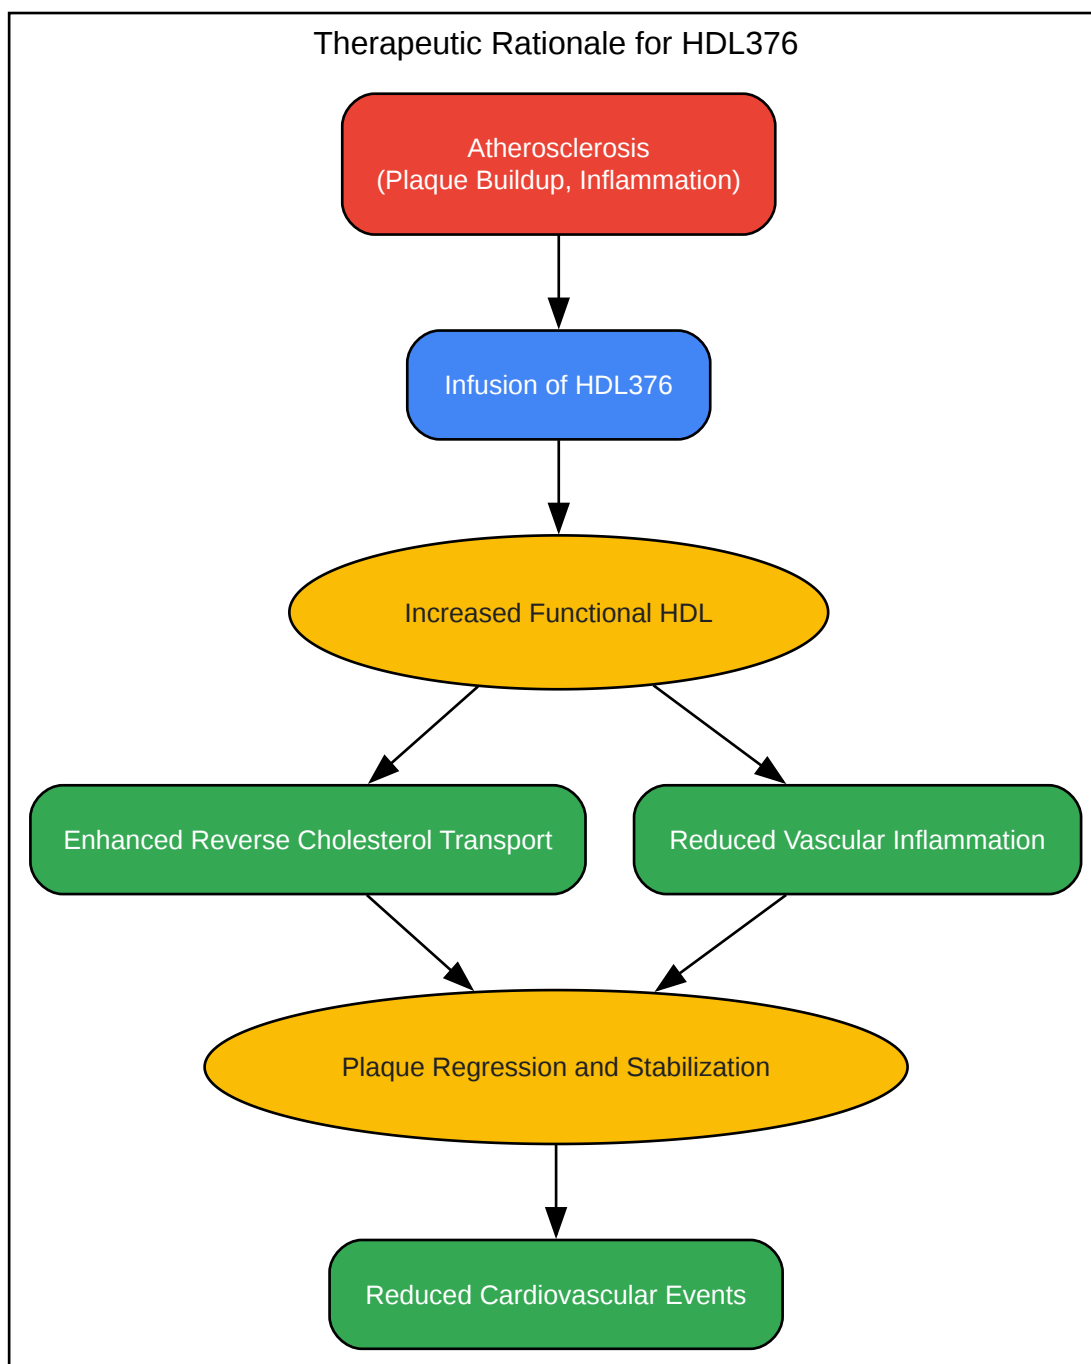 Therapeutic Rationale for HDL376
Atherosclerosis
(Plaque Buildup, Inflammation)
Infusion of HDL376
Increased Functional HDL
Enhanced Reverse Cholesterol Transport
Reduced Vascular Inflammation
Plaque Regression and Stabilization
Reduced Cardiovascular Events